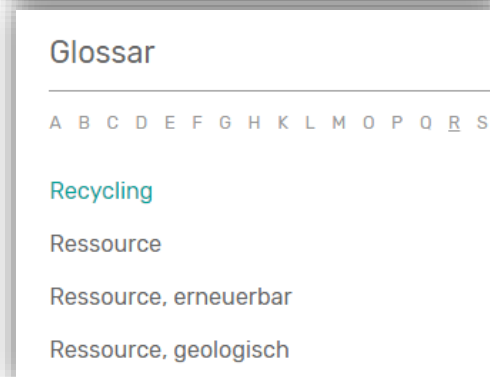 Glossar
A B C D E F G H K L M O P Q R S
Recycling
Ressource
Ressource, erneuerbar
Ressource, geologisch